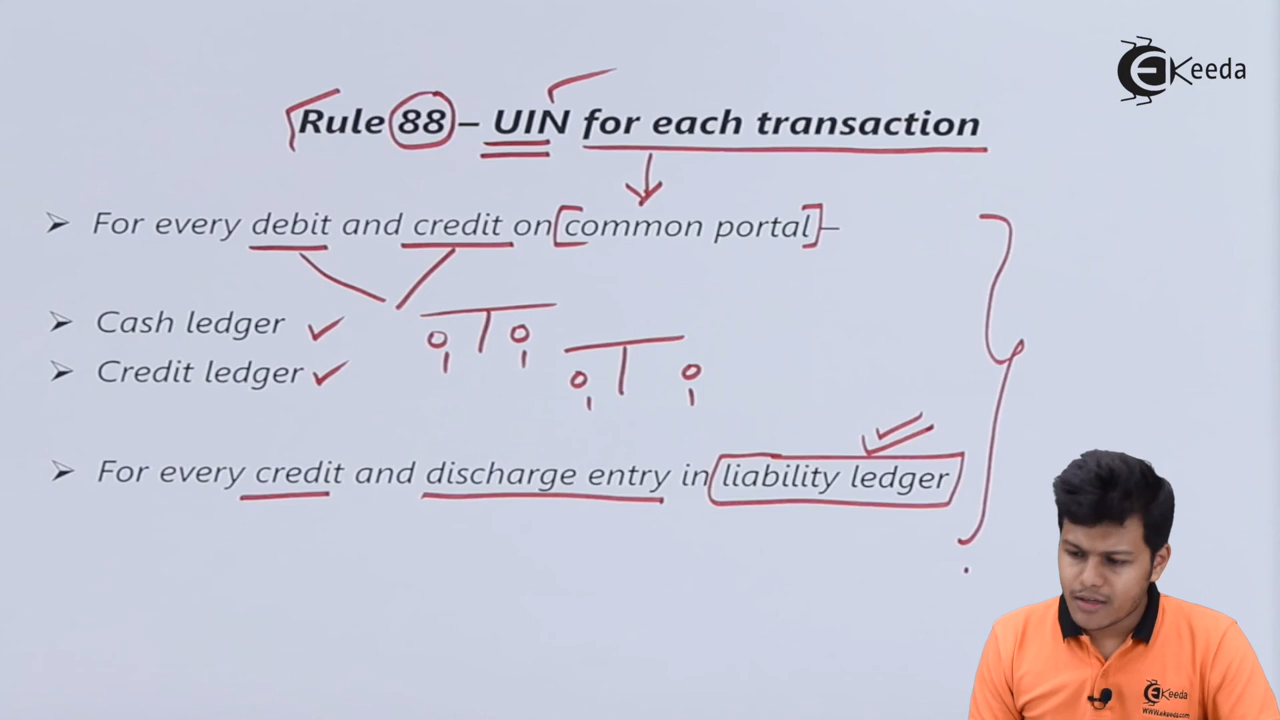 Ekeeda
Rule 88 – UIN for each transaction
➢ For every debit and credit on common portal –
➢ Cash ledger
➢ Credit ledger
➢ For every credit and discharge entry in liability ledger
Ekeeda
www.ekeeda.com